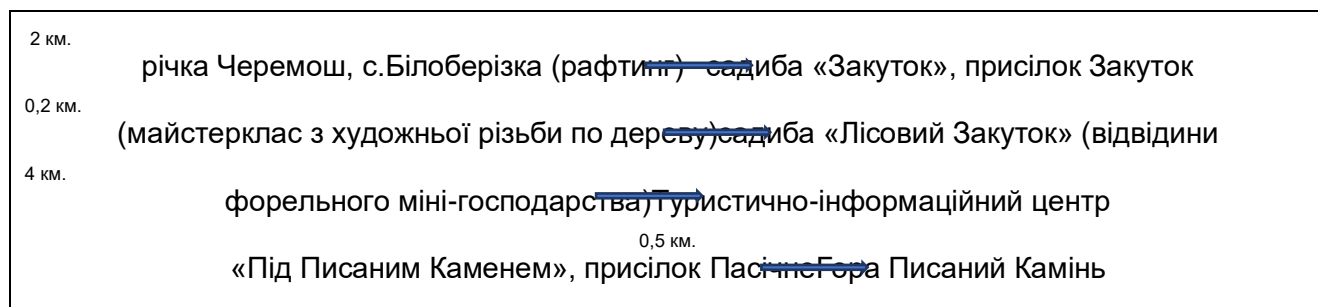 2 км.
річка Черемош, с.Білоберізка (рафтинг) садиба «Закуток», присілок Закуток
0,2 км.
(майстерклас з художньої різьби по дереву)садиба «Лісовий Закуток» (відвідини
4 км.
форельного міні-господарства)Туристично-інформаційний центр
0,5 км.
«Під Писаним Каменем», присілок ПасічнеГора Писаний Камінь